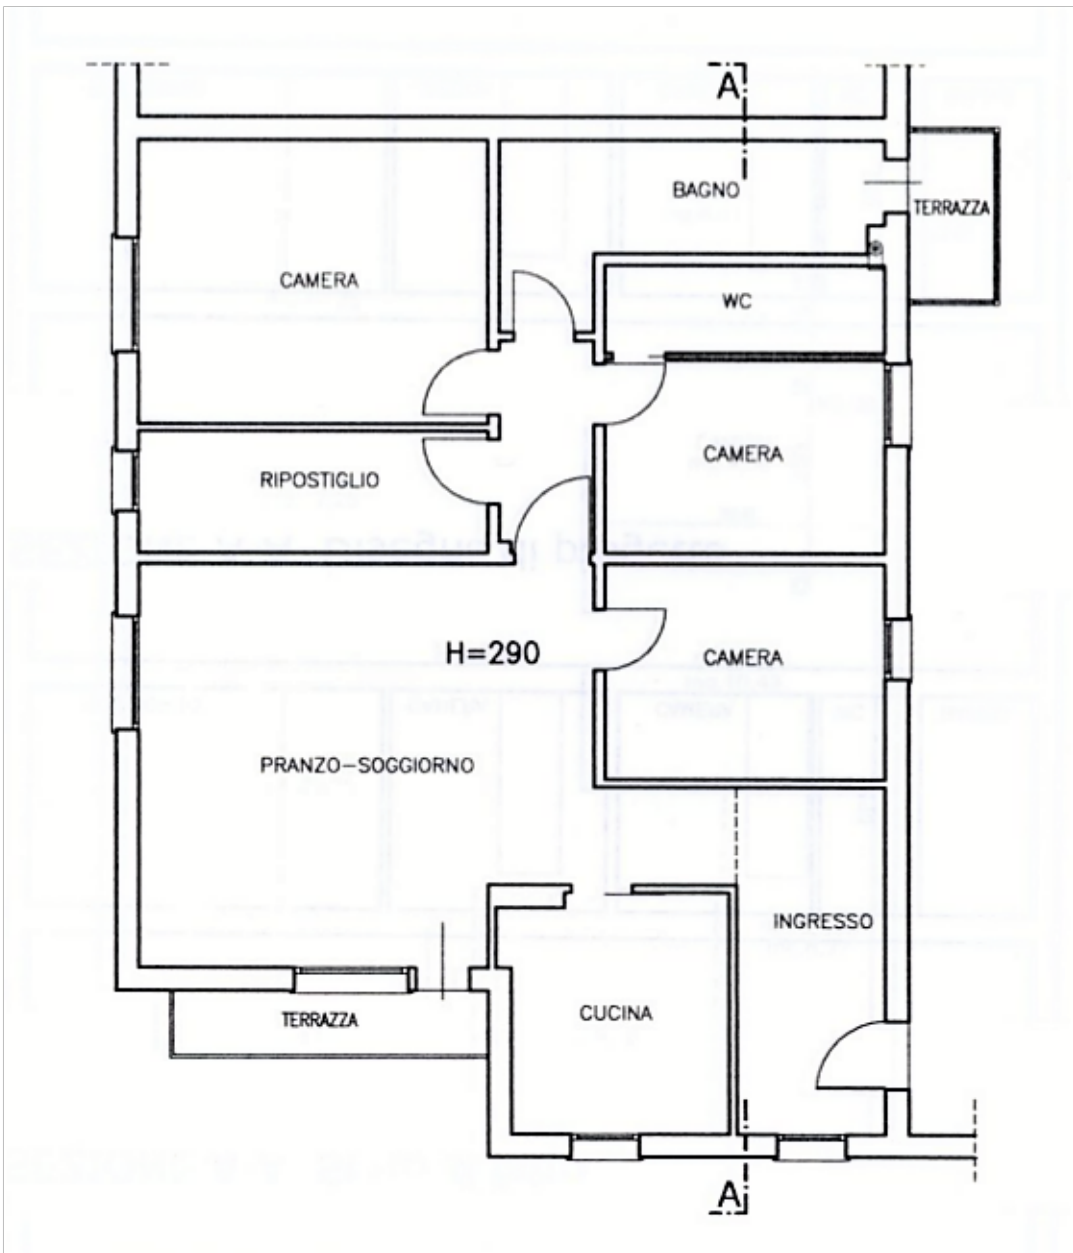 A
BAGNO
TERRAZZA
CAMERA
WC
CAMERA
RIPOSTIGLIO
H=290
CAMERA
PRANZO-SOGGIORNO
INGRESSO
CUCINA
TERRAZZA
A